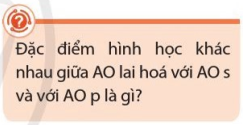 Đặc điểm hình học khác
nhau giữa AO lai hoá với AO s
và với AO p là gì?